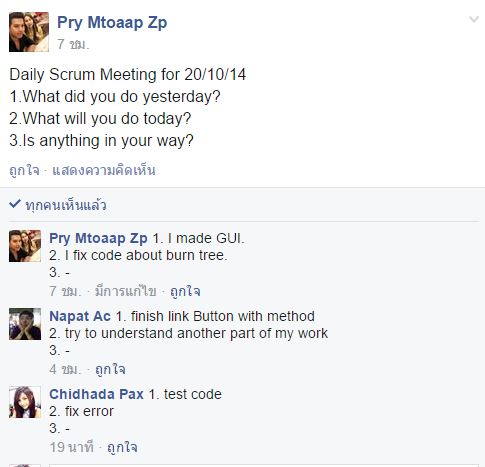 Pry Mtoaap Zp
7 ชม.
Daily Scrum Meeting for 20/10/14
1.What did you do yesterday?
2.What will you do today?
3.Is anything in your way?
ถูกใจ · แสดงความคิดเห็น
ทุกคนเห็นแล้ว
Pry Mtoaap Zp 1. I made GUI.
2. I fix code about burn tree.
3. -
7 ชม. · มีการแก้ไข · ถูกใจ
Napat Ac 1. finish link Button with method
2. try to understand another part of my work
3. -
4 ชม. · ถูกใจ
Chidhada Pax 1. test code
2. fix error
3. -
19 นาที · ถูกใจ